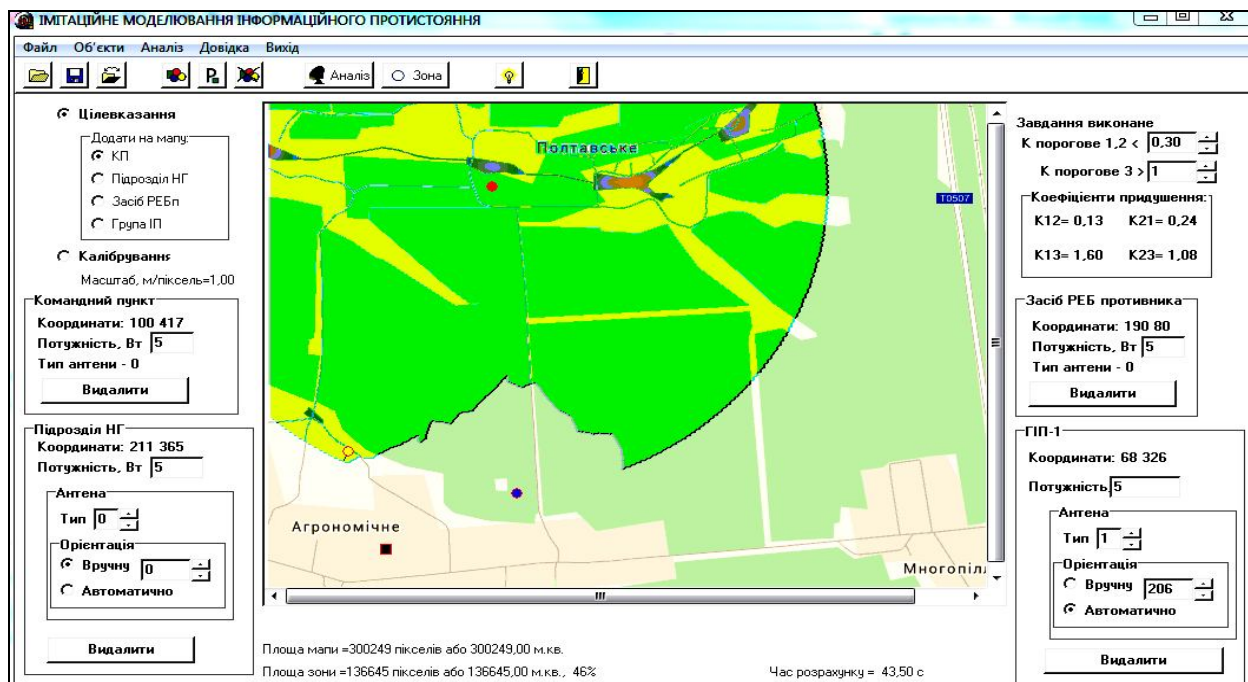 ІМІТАЦІЙНЕ МОДЕЛЮВАННЯ ІНФОРМАЦІЙНОГО ПРОТИСТОЯННЯ
Файл Об'єкти Аналіз Довідка Вихід
Аналіз Зона
Цілевказання
Додати на мапу:
КП
Підрозділ НГ
Засіб РЕБп
Група ІП
Калібрування
Масштаб, м/піксель=1,00
Командний пункт
Координати: 100 417
Потужність, Вт 5
Тип антени - 0
Видалити
Підрозділ НГ
Координати: 211 365
Потужність, Вт 5
Антена
Тип 0
Орієнтація
Вручну 0
Автоматично
Видалити
Полтавське
T0507
Агрономічне
Многопілл
Площа мапи =300249 пікселів або 300249,00 м.кв.
Площа зони =136645 пікселів або 136645,00 м.кв., 46%
Час розрахунку = 43,50 с
Завдання виконане
К порогове 1,2 < 0,30
К порогове 3 > 1
Коефіцієнти придушення:
К12= 0,13 К21= 0,24
К13= 1,60 К23= 1,08
Засіб РЕБ противника
Координати: 190 80
Потужність, Вт 5
Тип антени - 0
Видалити
ГІП-1
Координати: 68 326
Потужність, 5
Антена
Тип 1
Орієнтація
Вручну 206
Автоматично
Видалити